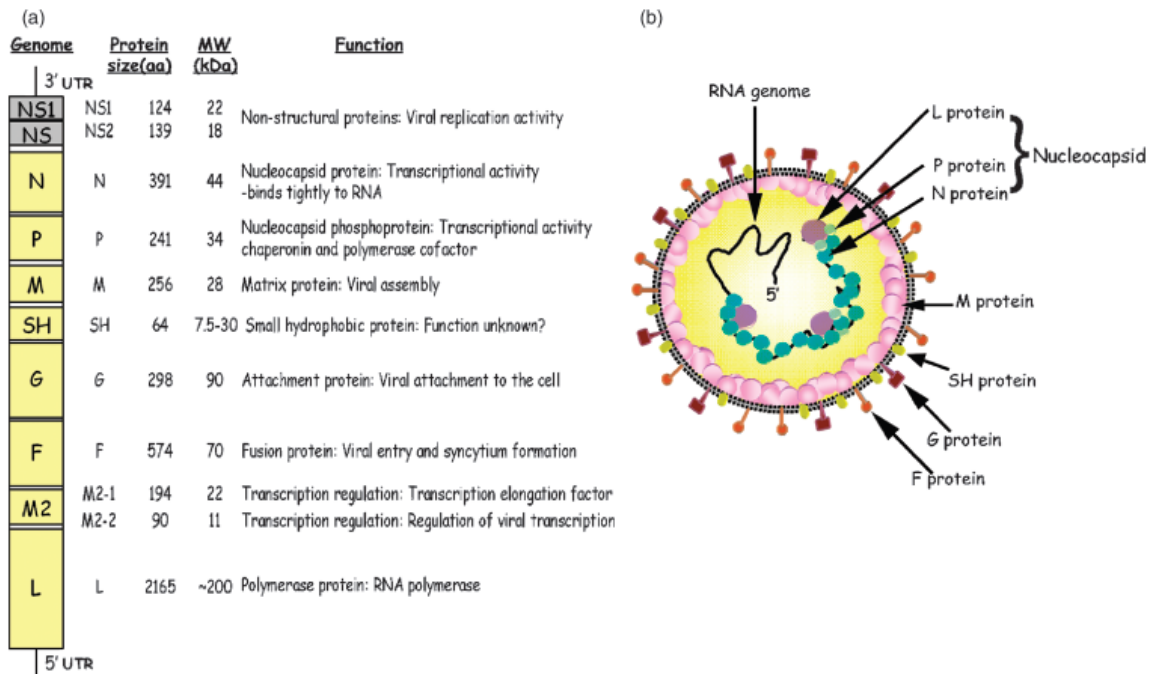 (a)
Genome Protein size(aa) MW (kDa) Function
3' UTR
NS1 NS1 124 22
Non-structural proteins: Viral replication activity
NS NS2 139 18
N N 391 44 Nucleocapsid protein: Transcriptional activity
-binds tightly to RNA
P P 241 34 Nucleocapsid phosphoprotein: Transcriptional activity
chaperonin and polymerase cofactor
M M 256 28 Matrix protein: Viral assembly
SH SH 64 7.5-30 Small hydrophobic protein: Function unknown?
G G 298 90 Attachment protein: Viral attachment to the cell
F F 574 70 Fusion protein: Viral entry and syncytium formation
M2-1 194 22 Transcription regulation: Transcription elongation factor
M2
M2-2 90 11 Transcription regulation: Regulation of viral transcription
L L 2165 ~200 Polymerase protein: RNA polymerase
5' UTR
(b)
RNA genome
L protein
P protein
N protein
Nucleocapsid
5'
M protein
SH protein
G protein
F protein